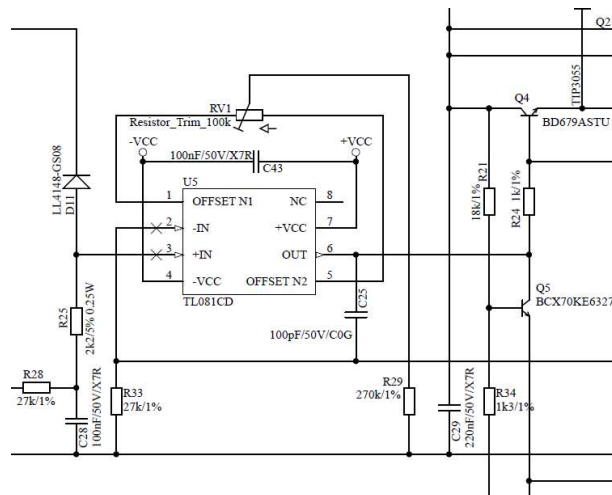 Q2
TIP3055
Q4
BD679ASTU
RV1
Resistor_Trim_100k
-VCC
+VCC
100nF/50V/X7R
C43
U5
LL4148-GS08
D11
1
OFFSET N1
NC
8
2
-IN
+VCC
7
3
+IN
OUT
6
4
-VCC
OFFSET N2
5
TL081CD
R21
18k/1%
R24
1k/1%
Q5
BCX70KE6327
C25
100pF/50V/C0G
R25
2k2/5% 0.25W
R28
27k/1%
C28
100nF/50V/X7R
R33
27k/1%
R29
270k/1%
C29
220nF/50V/X7R
R34
1k3/1%